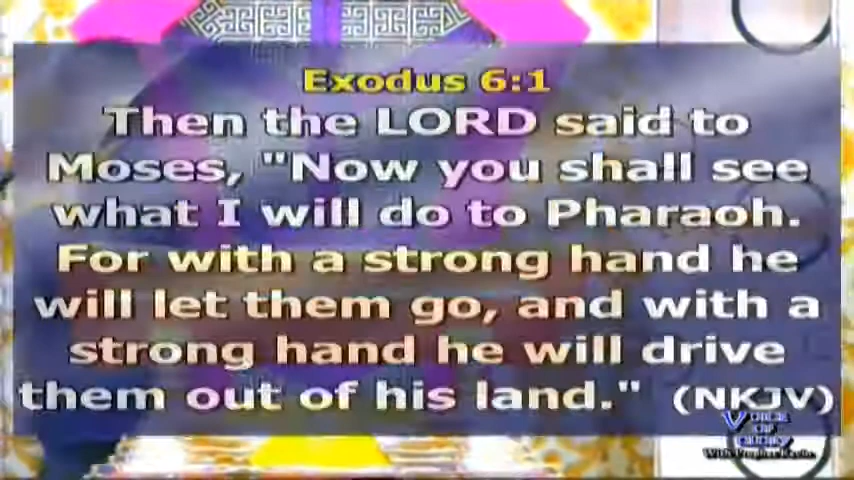 Exodus 6:1
Then the LORD said to
Moses, "Now you shall see
what I will do to Pharaoh.
For with a strong hand he
will let them go, and with a
strong hand he will drive
them out of his land." (NKJV)
VOICE
OF